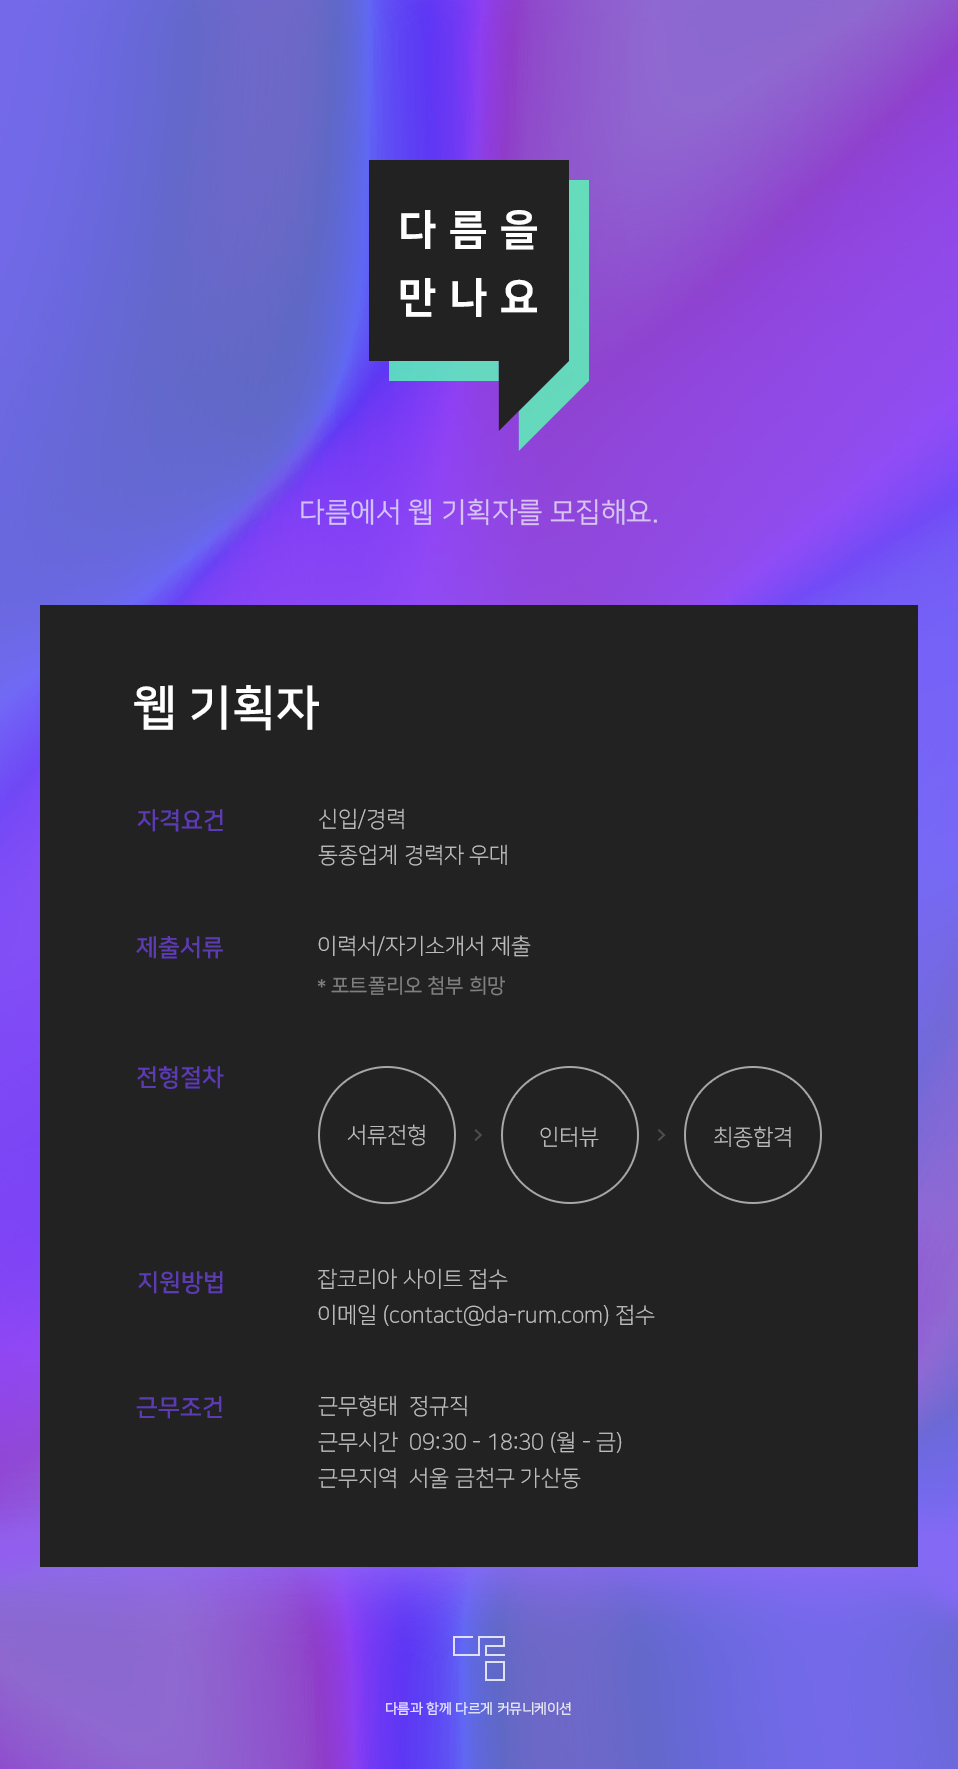 다름을
만나요
다름에서 웹 기획자를 모집해요.
웹 기획자
자격요건
신입/경력
동종업계 경력자 우대
제출서류
이력서/자기소개서 제출
* 포트폴리오 첨부 희망
전형절차
서류전형 > 인터뷰 > 최종합격
지원방법
잡코리아 사이트 접수
이메일 (contact@da-rum.com) 접수
근무조건
근무형태 정규직
근무시간 09:30 - 18:30 (월 - 금)
근무지역 서울 금천구 가산동
다름
다름과 함께 다르게 커뮤니케이션